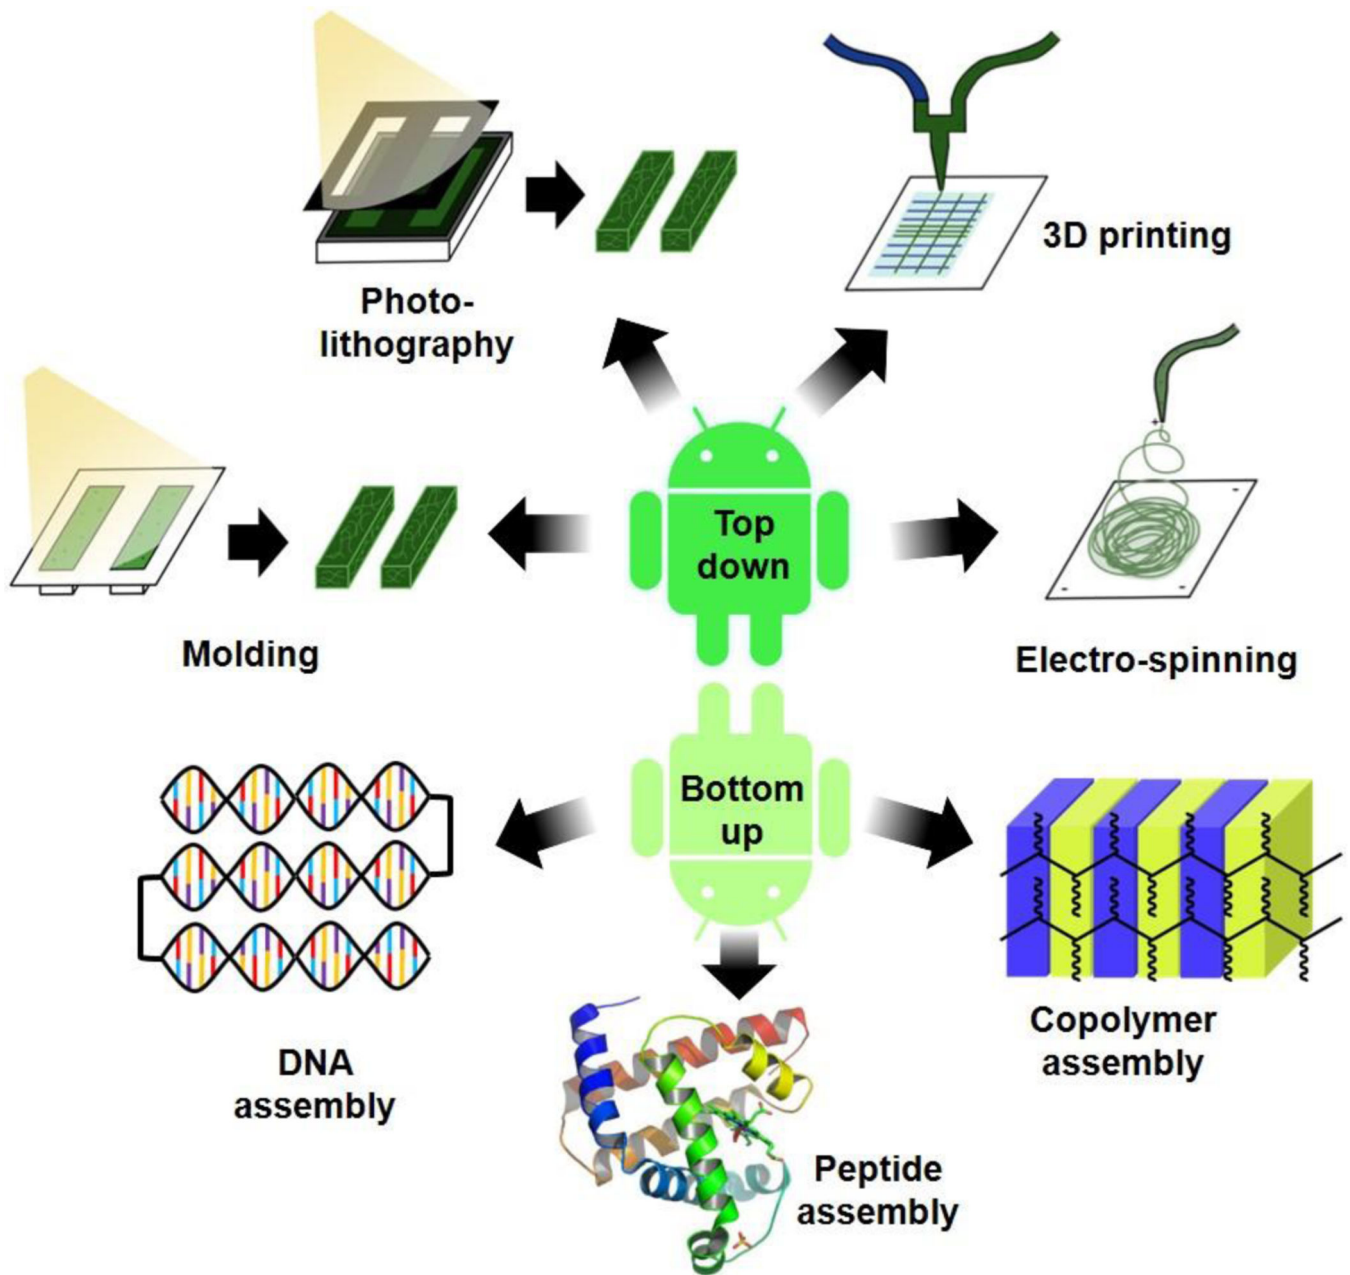 Photo-
lithography
3D printing
Top
down
Molding
Electro-spinning
Bottom
up
DNA
assembly
Copolymer
assembly
Peptide
assembly